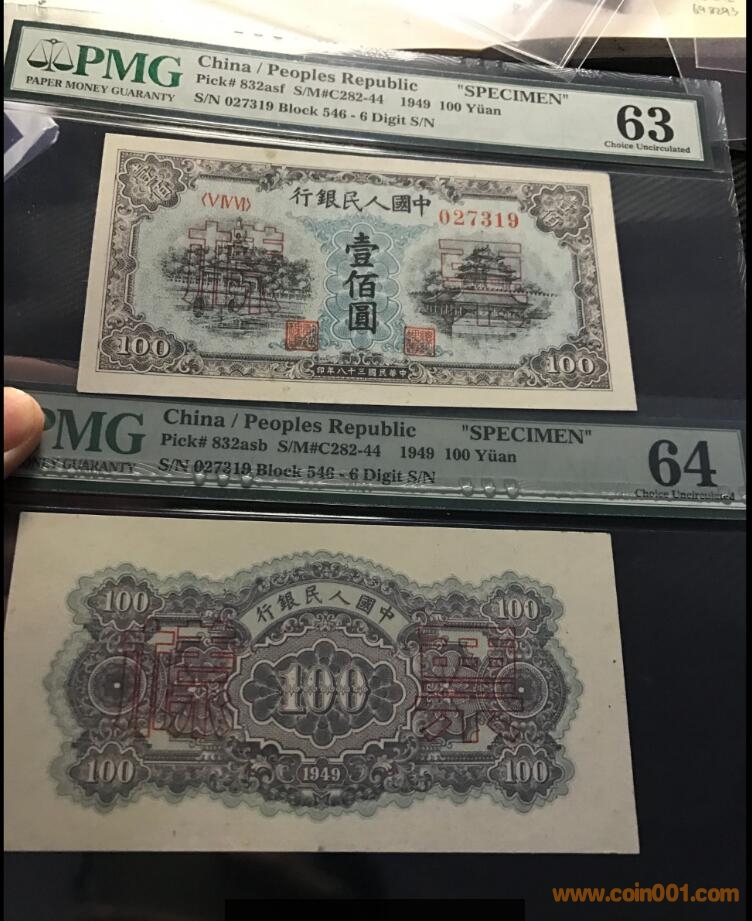 PMG
PAPER MONEY GUARANTY
China / Peoples Republic "SPECIMEN"
Pick# 832asf S/M#C282-44 1949 100 Yüan
S/N 027319 Block 546 - 6 Digit S/N
63
Choice Uncirculated
中國人民銀行
〈VIVIVII〉
027319
壹佰圓
100
100
中華民國三十八年印
PMG
China / Peoples Republic "SPECIMEN"
Pick# 832asb S/M#C282-44 1949 100 Yüan
S/N 027319 Block 546 - 6 Digit S/N
64
Choice Uncirculated
中國人民銀行
100
100
100
100
100
1949
www.coin001.com